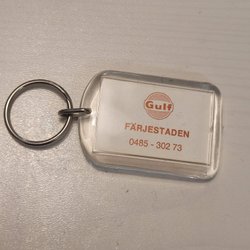 Gulf
FÄRJESTADEN
0485 - 302 73